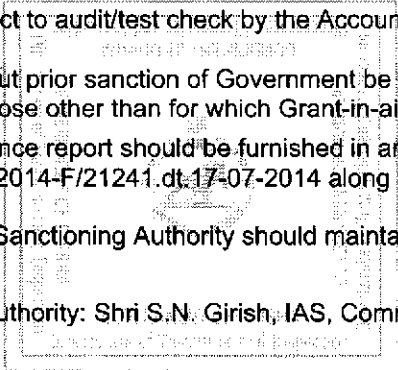 ct to audit/test check by the Accoun
ut prior sanction of Government be
ose other than for which Grant-in-ai
nce report should be furnished in an
2014-F/21241.dt.17-07-2014 along
Sanctioning Authority should mainta
uthority: Shri S.N. Girish, IAS, Comm